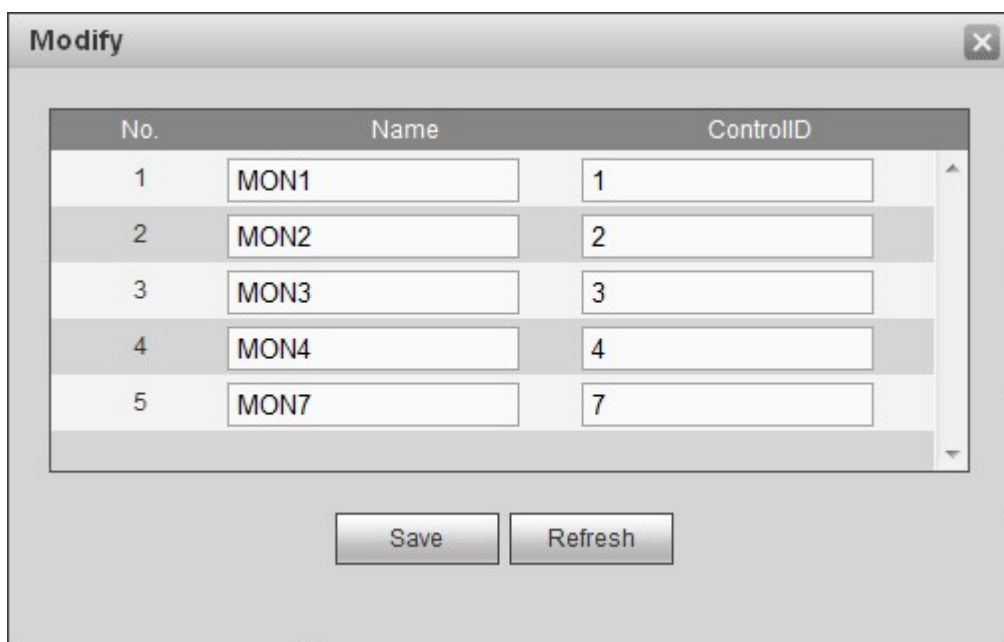 Modify
No. Name ControlID
1 MON1 1
2 MON2 2
3 MON3 3
4 MON4 4
5 MON7 7
Save Refresh